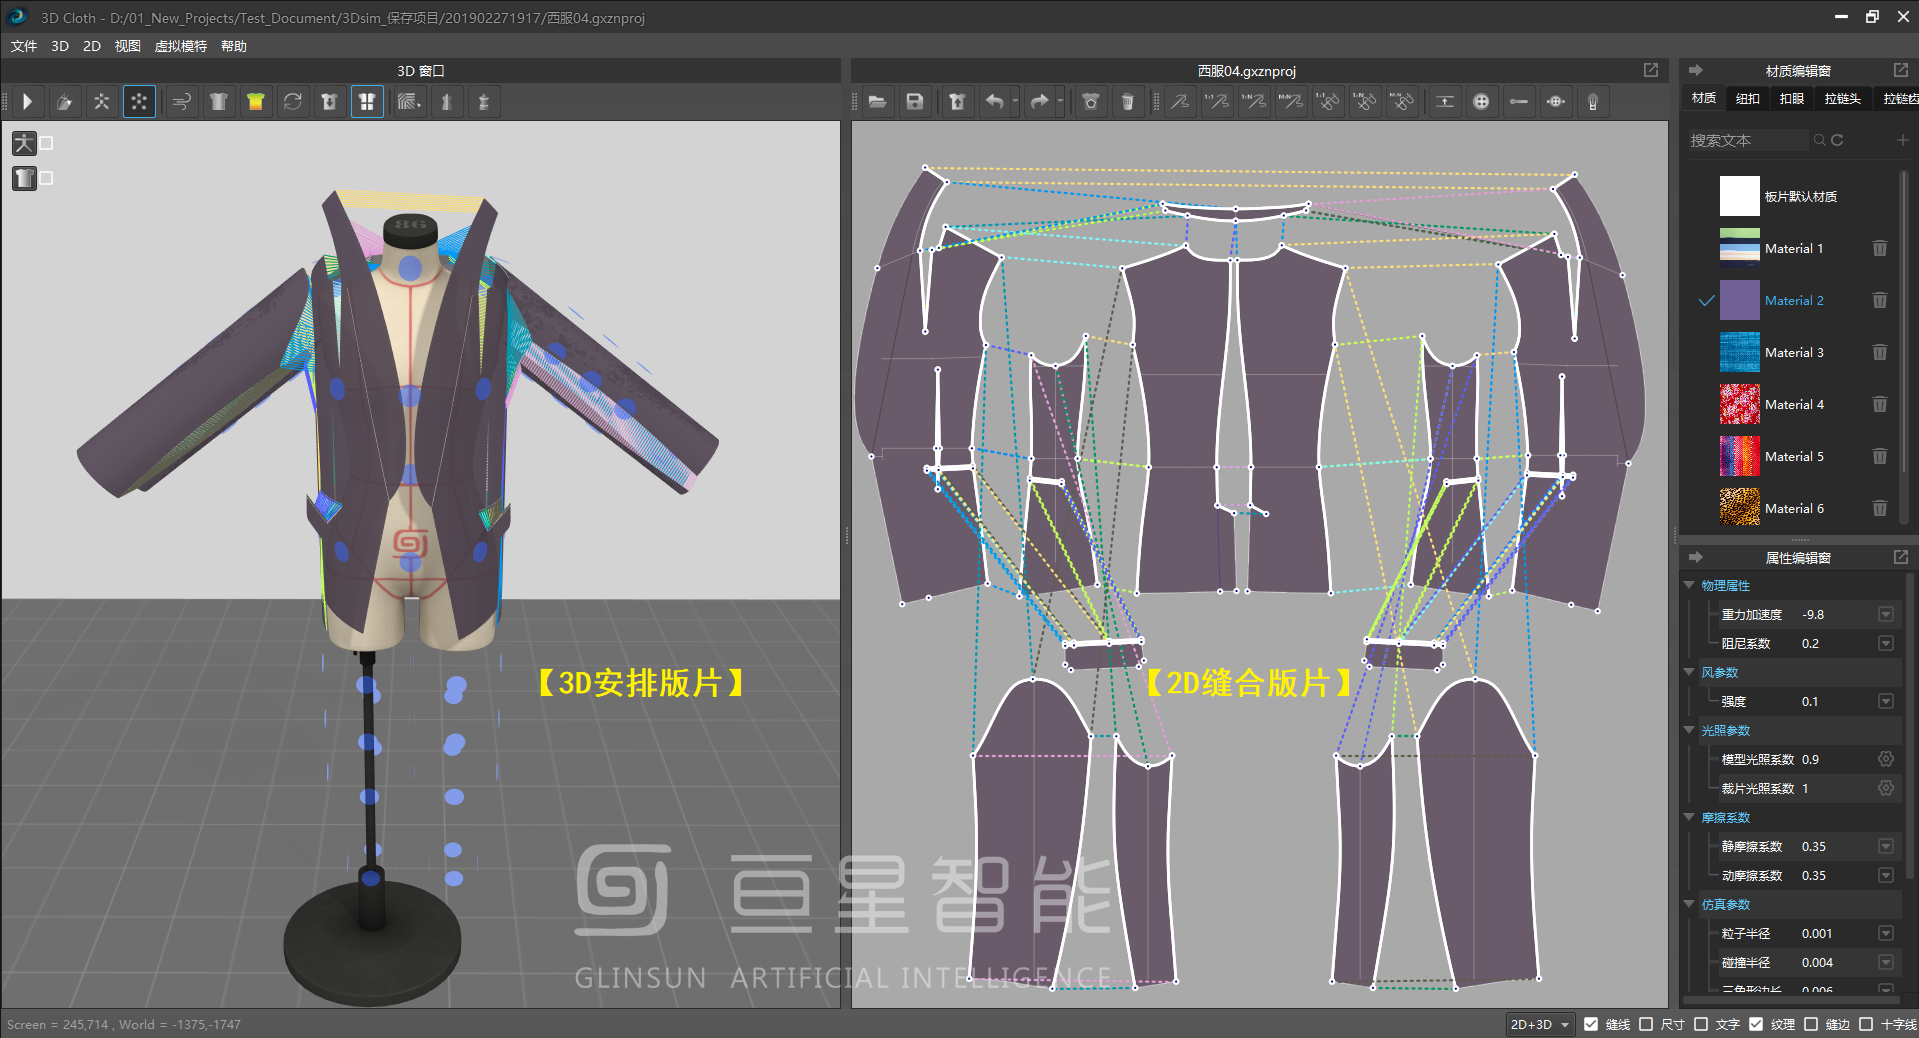 3D Cloth - D:/01_New_Projects/Test_Document/3Dsim_保存项目/201902271917/西服04.gxznproj
文件 3D 2D 视图 虚拟模特 帮助
3D 窗口
西服04.gxznproj
材质编辑窗
材质 纽扣 扣眼 拉链头 拉链齿
搜索文本
板片默认材质
Material 1
Material 2
Material 3
Material 4
Material 5
Material 6
属性编辑窗
物理属性
重力加速度 -9.8
阻尼系数 0.2
风参数
强度 0.1
光照参数
模型光照系数 0.9
裁片光照系数 1
摩擦系数
静摩擦系数 0.35
动摩擦系数 0.35
仿真参数
粒子半径 0.001
碰撞半径 0.004
三角形边长 0.006
1:1 1:N M:N 1:1 1:N M:N
86
【3D安排版片】
【2D缝合版片】
亘星智能
GLINSUN ARTIFICIAL INTELLIGENCE
Screen = 245,714 , World = -1375,-1747
2D+3D 缝线 尺寸 文字 纹理 缝边 十字线